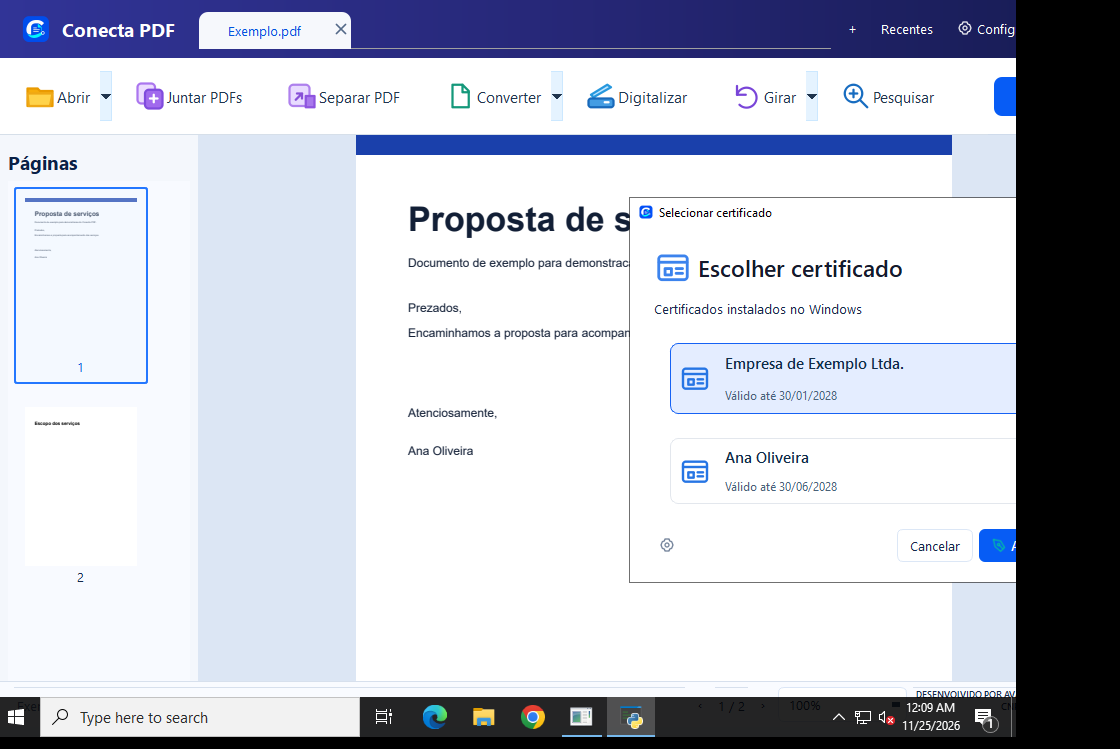 Conecta PDF
Exemplo.pdf
+ Recentes Config
Abrir Juntar PDFs Separar PDF Converter Digitalizar Girar Pesquisar
Páginas
Proposta de serviços
1
Escopo dos serviços
2
Proposta de s
Documento de exemplo para demonstrac
Prezados,
Encaminhamos a proposta para acompan
Atenciosamente,
Ana Oliveira
Selecionar certificado
Escolher certificado
Certificados instalados no Windows
Empresa de Exemplo Ltda.
Válido até 30/01/2028
Ana Oliveira
Válido até 30/06/2028
Cancelar A
DESENVOLVIDO POR AV
1 / 2
100%
Type here to search
12:09 AM
11/25/2026
1